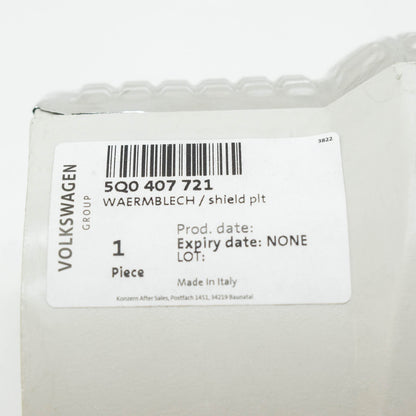 3822
5Q0 407 721
WAERMBLECH / shield plt
VOLKSWAGEN
GROUP
1
Piece
Prod. date:
Expiry date: NONE
LOT:
Made in Italy
Konzern After Sales, Postfach 1451, 34219 Baunatal